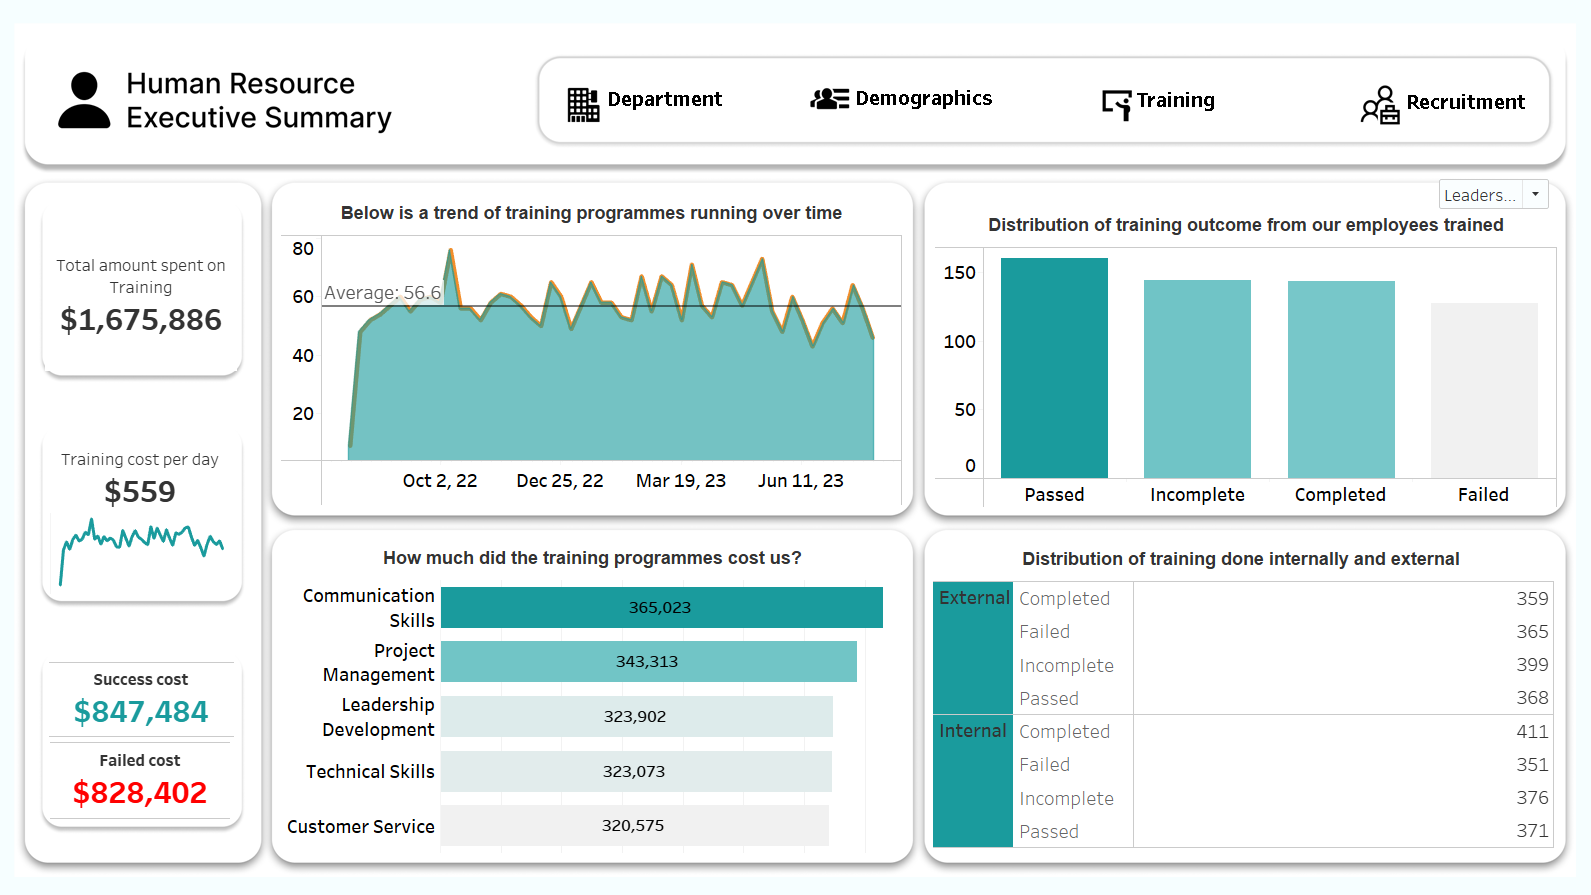 Human Resource
Executive Summary
Department
Demographics
Training
Recruitment
Total amount spent on
Training
$1,675,886
Training cost per day
$559
Success cost
$847,484
Failed cost
$828,402
Below is a trend of training programmes running over time
80
60
40
20
Average: 56.6
Oct 2, 22
Dec 25, 22
Mar 19, 23
Jun 11, 23
Leaders...
Distribution of training outcome from our employees trained
150
100
50
0
Passed
Incomplete
Completed
Failed
How much did the training programmes cost us?
Communication
Skills
365,023
Project
Management
343,313
Leadership
Development
323,902
Technical Skills
323,073
Customer Service
320,575
Distribution of training done internally and external
External Completed 359
Failed 365
Incomplete 399
Passed 368
Internal Completed 411
Failed 351
Incomplete 376
Passed 371